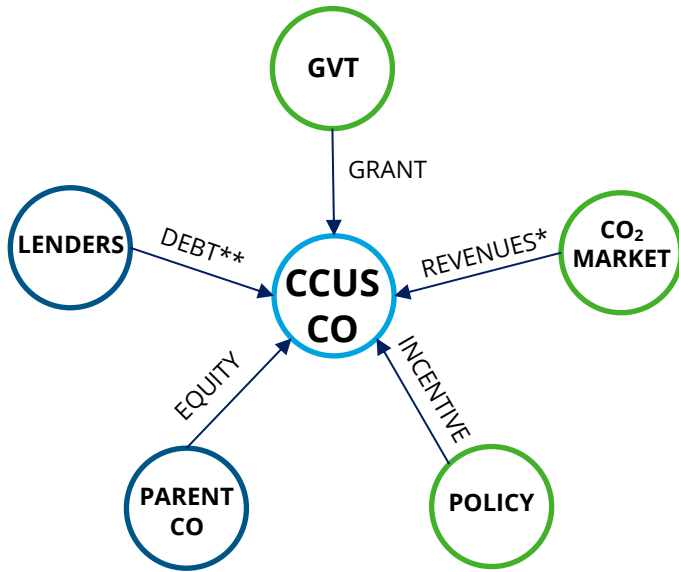 GVT
GRANT
LENDERS
DEBT**
REVENUES*
CO₂
MARKET
CCUS
CO
EQUITY
INCENTIVE
PARENT
CO
POLICY